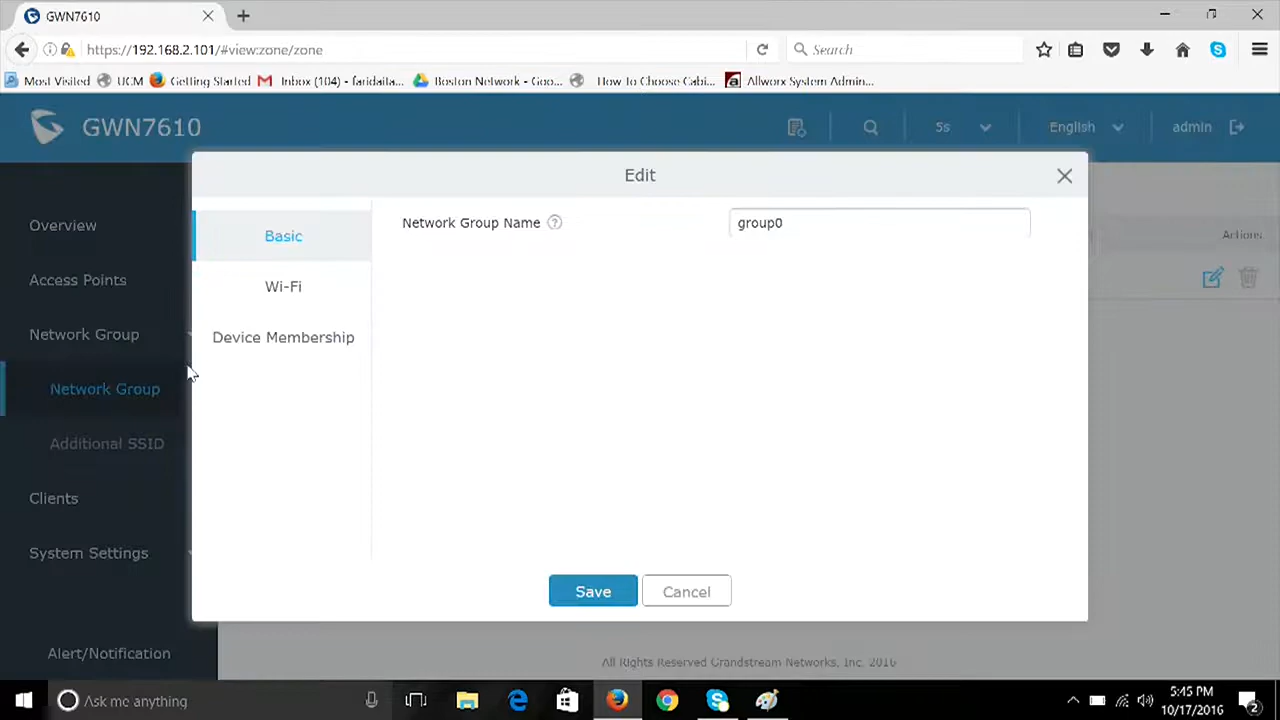 GWN7610
https://192.168.2.101/#view:zone/zone
Search
Most Visited UCM Getting Started Inbox (104) - faridaita... Boston Network - Goo... How To Choose Cabi... Allworx System Admin...
GWN7610
5s English admin
Edit
Overview
Access Points
Network Group
Network Group
Additional SSID
Clients
System Settings
Alert/Notification
Basic
Wi-Fi
Device Membership
Network Group Name ? group0
Actions
Save Cancel
All Rights Reserved Grandstream Networks, Inc. 2016
Ask me anything
5:45 PM
10/17/2016
2